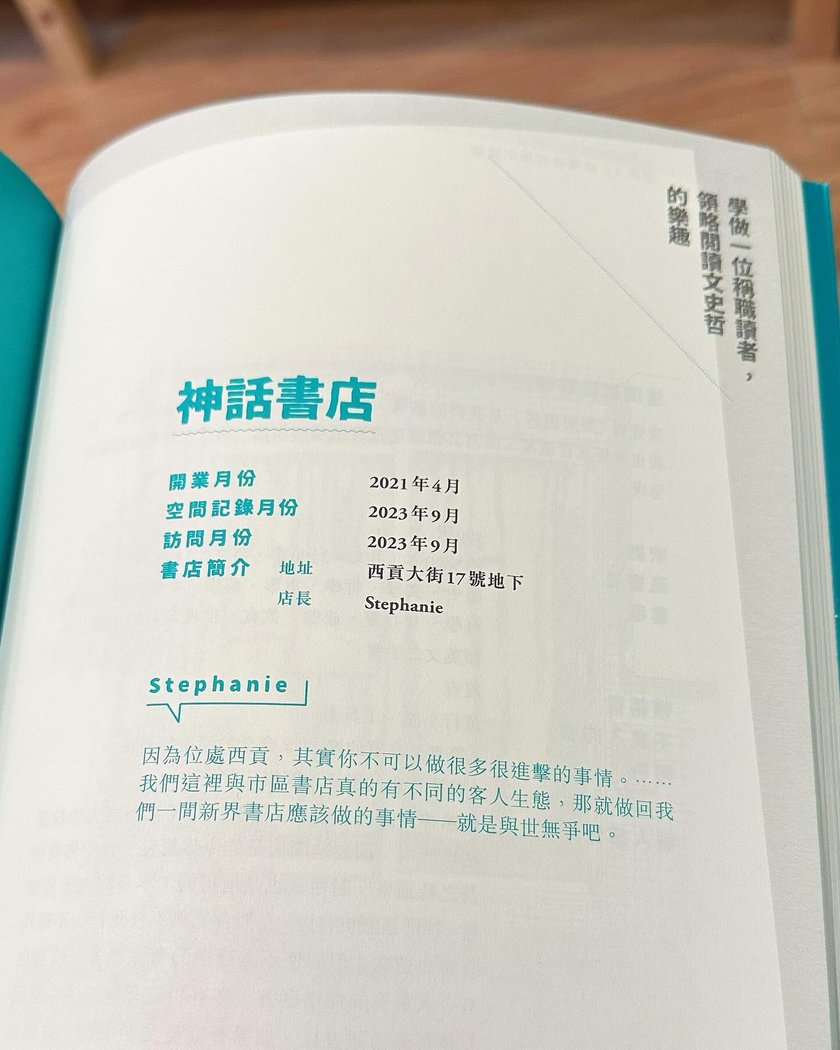 學做一位稱職讀者，
領略閱讀文史哲
的樂趣
神話書店
開業月份 2021年4月
空間記錄月份 2023年9月
訪問月份 2023年9月
書店簡介 地址 西貢大街17號地下
店長 Stephanie
Stephanie
因為位處西貢，其實你不可以做很多很進擊的事情。……
我們這裡與市區書店真的有不同的客人生態，那就做回我
們一間新界書店應該做的事情——就是與世無爭吧。